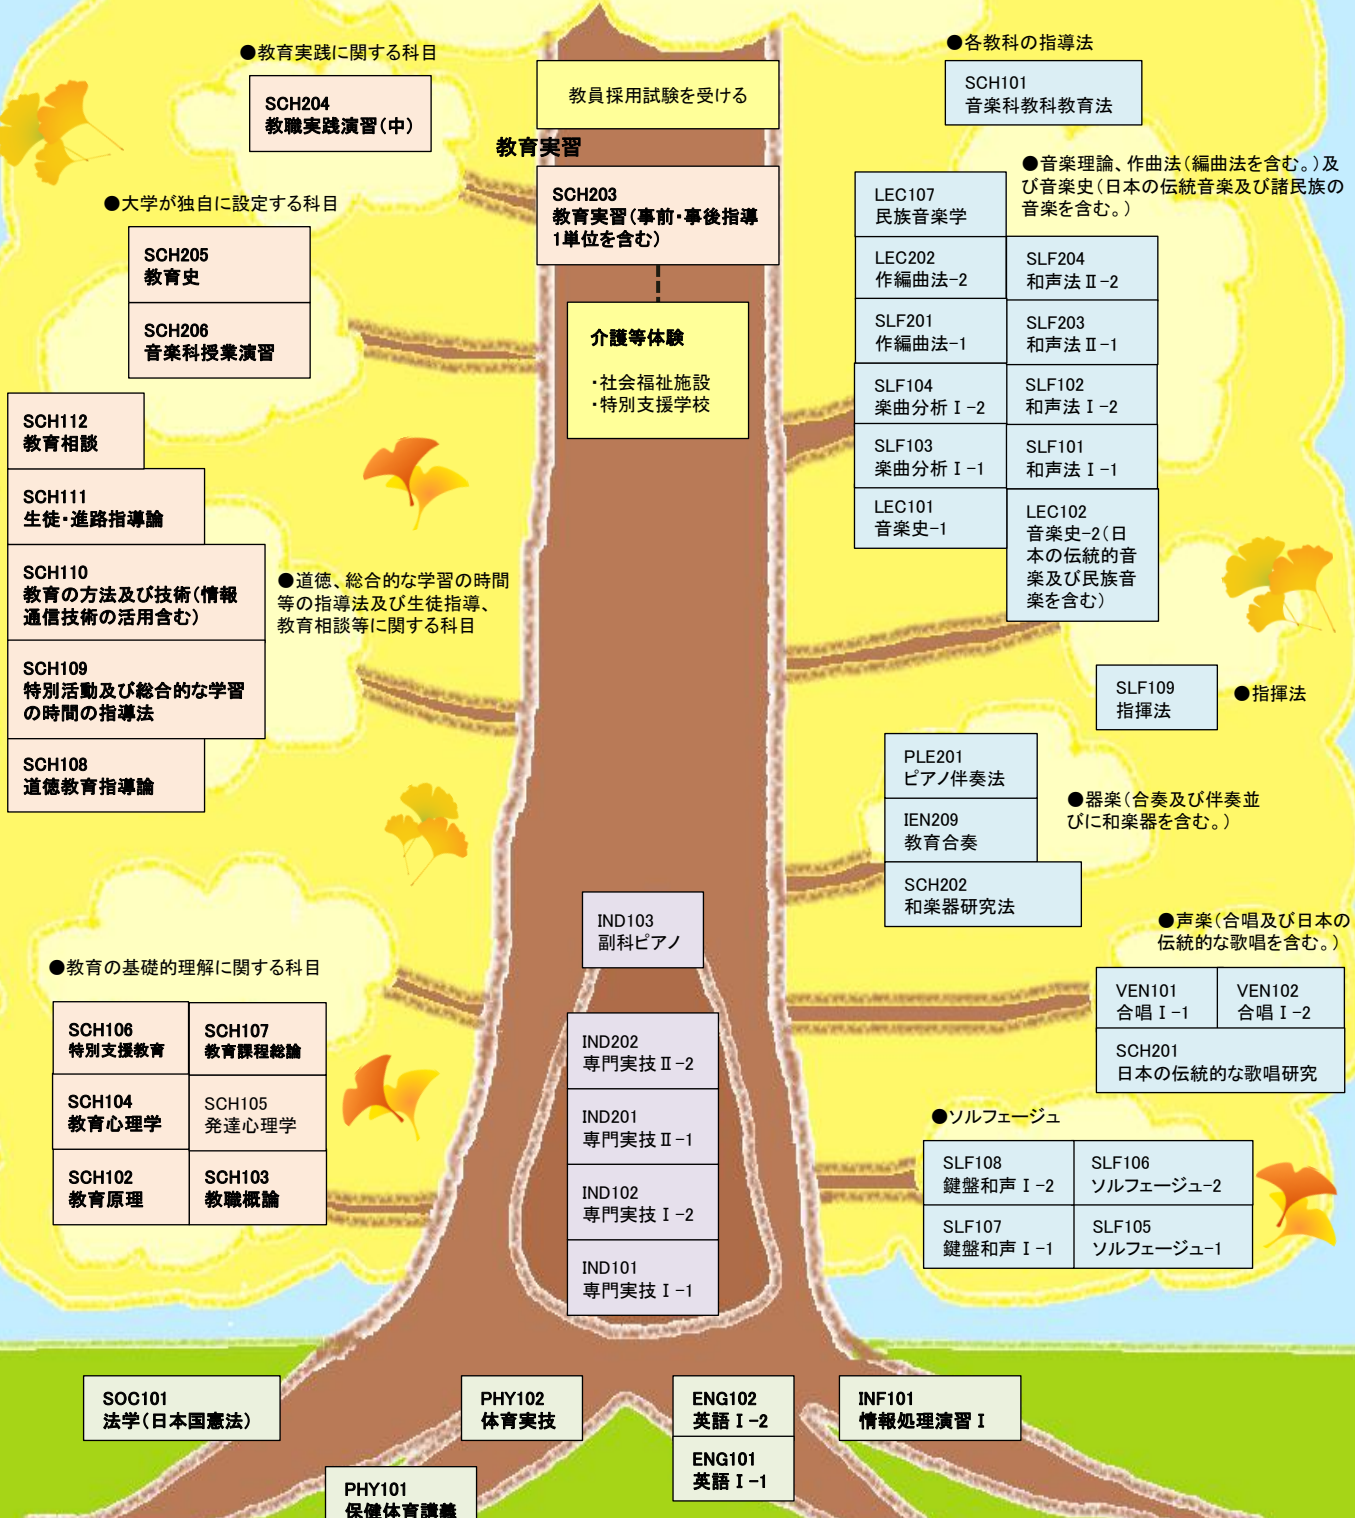 ●教育実践に関する科目
SCH204
教職実践演習(中)
●大学が独自に設定する科目
SCH205
教育史
SCH206
音楽科授業演習
SCH112
教育相談
SCH111
生徒・進路指導論
SCH110
教育の方法及び技術(情報
通信技術の活用含む)
SCH109
特別活動及び総合的な学習
の時間の指導法
SCH108
道徳教育指導論
●道徳、総合的な学習の時間
等の指導法及び生徒指導、
教育相談等に関する科目
●教育の基礎的理解に関する科目
SCH106
特別支援教育
SCH107
教育課程総論
SCH104
教育心理学
SCH105
発達心理学
SCH102
教育原理
SCH103
教職概論
教員採用試験を受ける
教育実習
SCH203
教育実習(事前・事後指導
1単位を含む)
介護等体験
・社会福祉施設
・特別支援学校
IND103
副科ピアノ
IND202
専門実技Ⅱ-2
IND201
専門実技Ⅱ-1
IND102
専門実技Ⅰ-2
IND101
専門実技Ⅰ-1
●各教科の指導法
SCH101
音楽科教科教育法
●音楽理論、作曲法(編曲法を含む。)及
び音楽史(日本の伝統音楽及び諸民族の
音楽を含む。)
LEC107
民族音楽学
LEC202
作編曲法-2
SLF204
和声法Ⅱ-2
SLF201
作編曲法-1
SLF203
和声法Ⅱ-1
SLF104
楽曲分析Ⅰ-2
SLF102
和声法Ⅰ-2
SLF103
楽曲分析Ⅰ-1
SLF101
和声法Ⅰ-1
LEC101
音楽史-1
LEC102
音楽史-2(日
本の伝統的音
楽及び民族音
楽を含む)
SLF109
指揮法
●指揮法
PLE201
ピアノ伴奏法
IEN209
教育合奏
SCH202
和楽器研究法
●器楽(合奏及び伴奏並
びに和楽器を含む。)
●声楽(合唱及び日本の
伝統的な歌唱を含む。)
VEN101
合唱Ⅰ-1
VEN102
合唱Ⅰ-2
SCH201
日本の伝統的な歌唱研究
●ソルフェージュ
SLF108
鍵盤和声Ⅰ-2
SLF106
ソルフェージュ-2
SLF107
鍵盤和声Ⅰ-1
SLF105
ソルフェージュ-1
SOC101
法学(日本国憲法)
PHY102
体育実技
ENG102
英語Ⅰ-2
INF101
情報処理演習Ⅰ
ENG101
英語Ⅰ-1
PHY101
保健体育講義